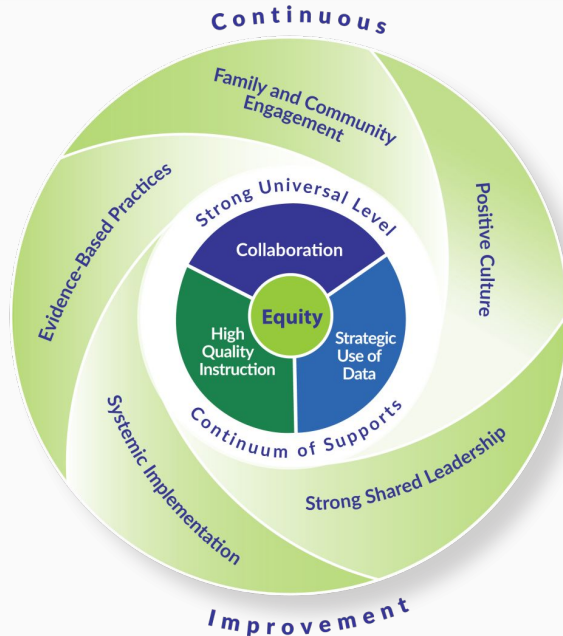 Continuous
Family and Community
Engagement
Positive Culture
Evidence-Based Practices
Strong Universal Level
Collaboration
Equity
High
Quality
Instruction
Strategic
Use of
Data
Continuum of Supports
Systemic Implementation
Strong Shared Leadership
Improvement